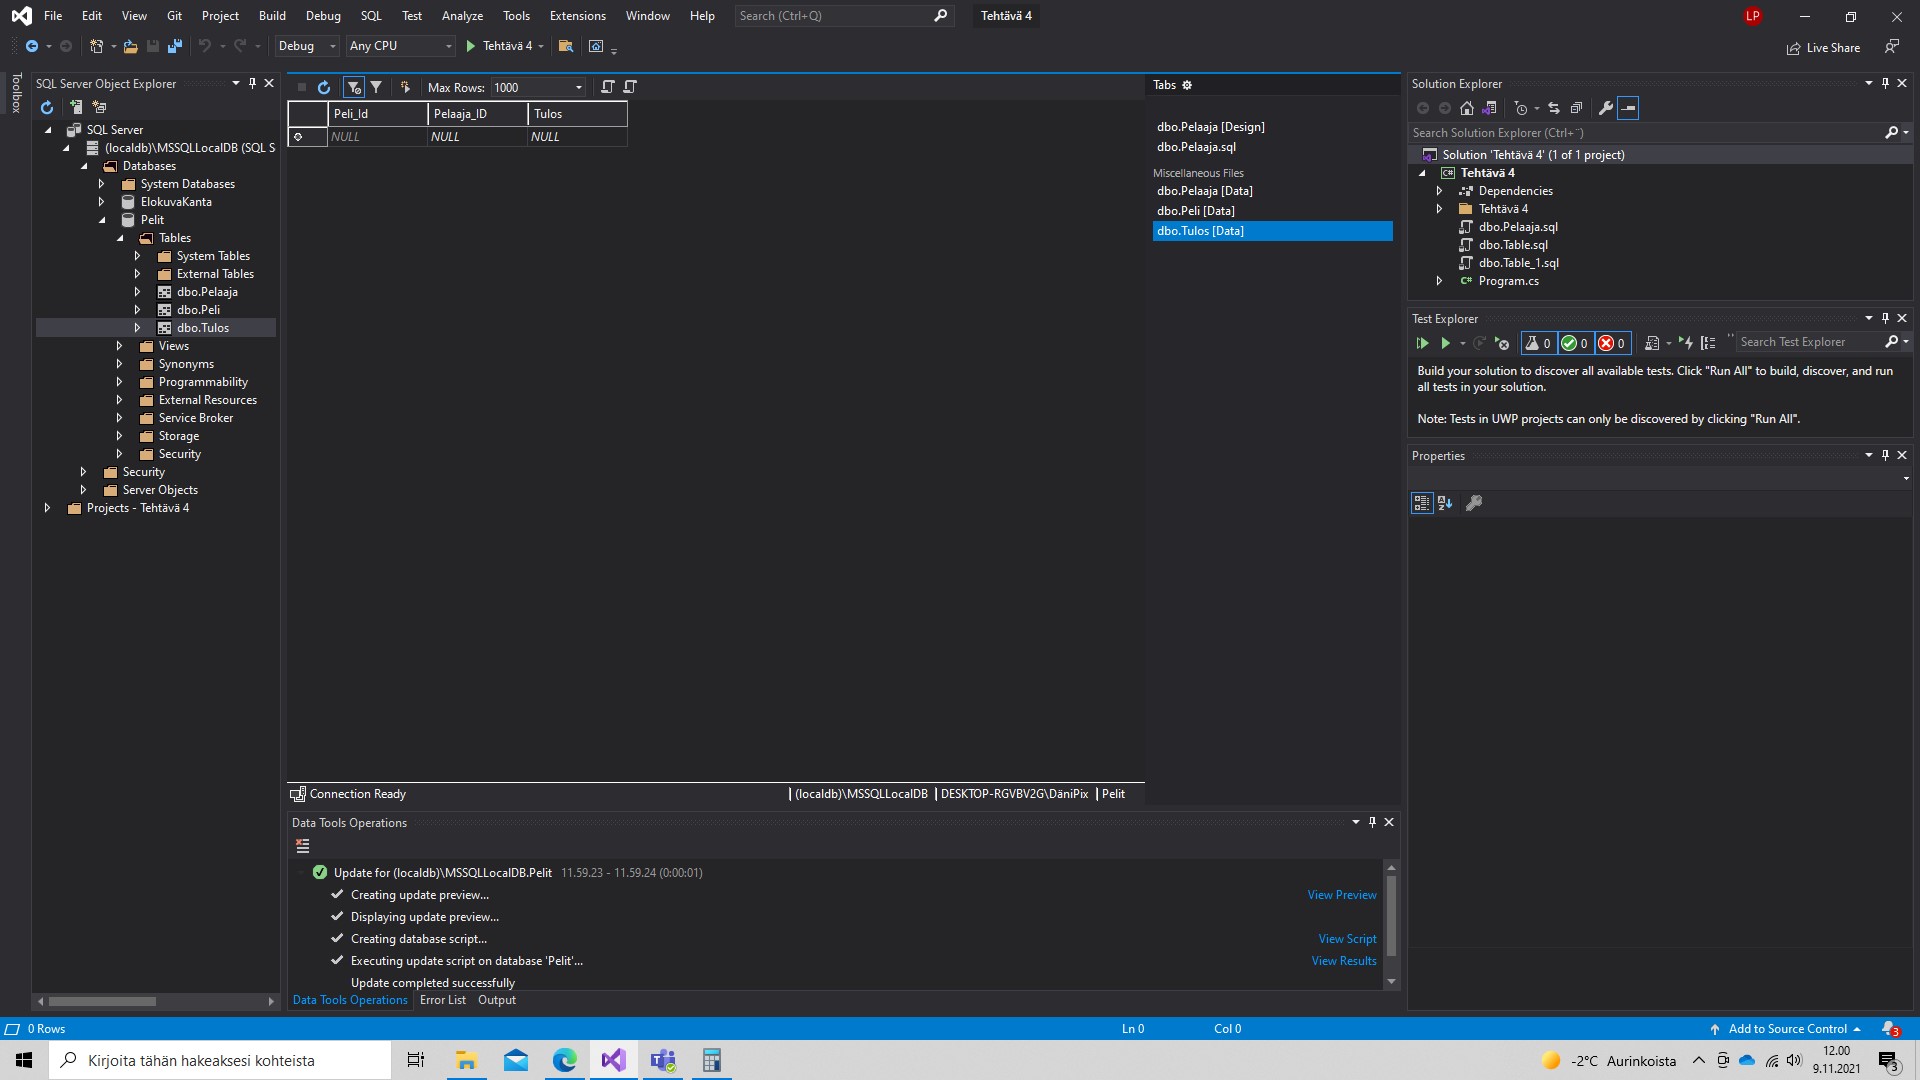 File Edit View Git Project Build Debug SQL Test Analyze Tools Extensions Window Help Search (Ctrl+Q) Tehtävä 4 LP
Debug Any CPU Tehtävä 4 Live Share
Toolbox
SQL Server Object Explorer
SQL Server
(localdb)\MSSQLLocalDB (SQL S
Databases
System Databases
ElokuvaKanta
Pelit
Tables
System Tables
External Tables
dbo.Pelaaja
dbo.Peli
dbo.Tulos
Views
Synonyms
Programmability
External Resources
Service Broker
Storage
Security
Security
Server Objects
Projects - Tehtävä 4
Max Rows: 1000
Peli_Id Pelaaja_ID Tulos
NULL NULL NULL
Connection Ready (localdb)\MSSQLLocalDB DESKTOP-RGVBV2G\DäniPix Pelit
Tabs
dbo.Pelaaja [Design]
dbo.Pelaaja.sql
Miscellaneous Files
dbo.Pelaaja [Data]
dbo.Peli [Data]
dbo.Tulos [Data]
Data Tools Operations
Update for (localdb)\MSSQLLocalDB.Pelit 11.59.23 - 11.59.24 (0:00:01)
Creating update preview... View Preview
Displaying update preview...
Creating database script... View Script
Executing update script on database 'Pelit'... View Results
Update completed successfully
Data Tools Operations Error List Output
Solution Explorer
Search Solution Explorer (Ctrl+¨)
Solution 'Tehtävä 4' (1 of 1 project)
C# Tehtävä 4
Dependencies
Tehtävä 4
dbo.Pelaaja.sql
dbo.Table.sql
dbo.Table_1.sql
C# Program.cs
Test Explorer
0 0 0 Search Test Explorer
Build your solution to discover all available tests. Click "Run All" to build, discover, and run
all tests in your solution.
Note: Tests in UWP projects can only be discovered by clicking "Run All".
Properties
0 Rows Ln 0 Col 0 Add to Source Control 3
Kirjoita tähän hakeaksesi kohteista -2°C Aurinkoista 12.00
9.11.2021 3